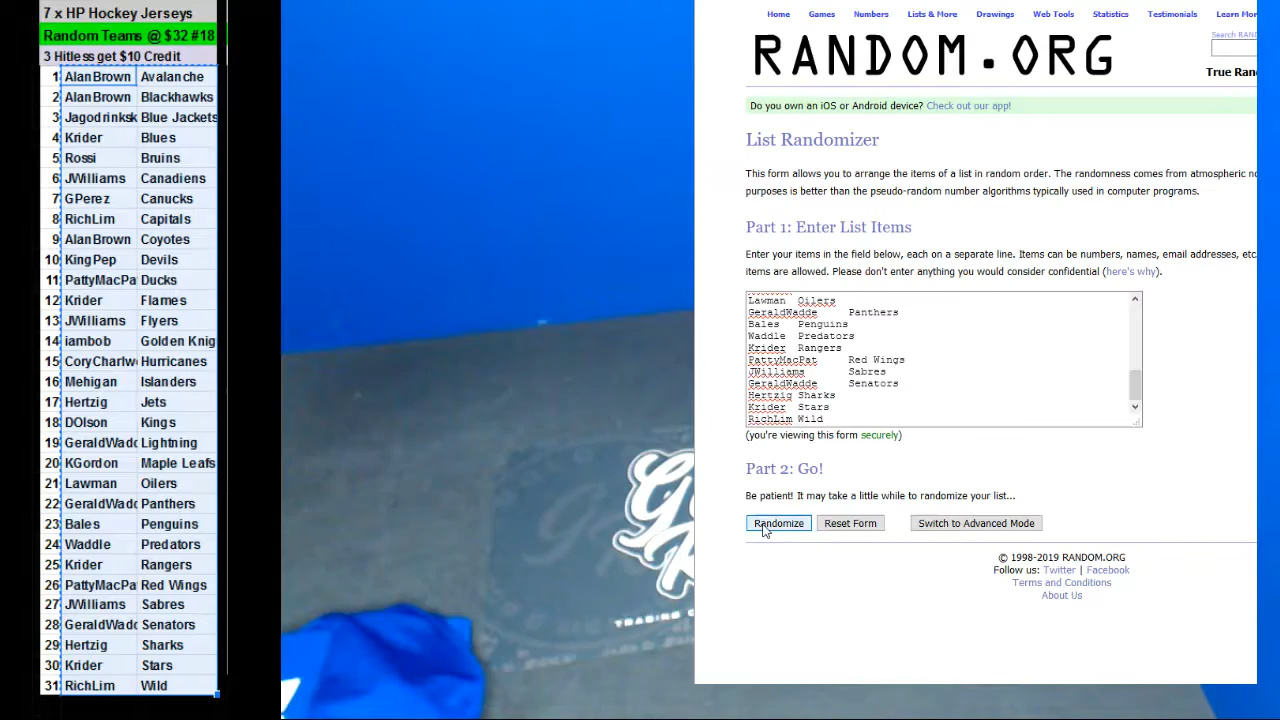 7 x HP Hockey Jerseys
Random Teams @ $32 #18
3 Hitless get $10 Credit
1 AlanBrown Avalanche
2 AlanBrown Blackhawks
3 Jagodrinksk Blue Jackets
4 Krider Blues
5 Rossi Bruins
6 JWilliams Canadiens
7 GPerez Canucks
8 RichLim Capitals
9 AlanBrown Coyotes
10 KingPep Devils
11 PattyMacPa Ducks
12 Krider Flames
13 JWilliams Flyers
14 iambob Golden Knig
15 CoryCharlw Hurricanes
16 Mehigan Islanders
17 Hertzig Jets
18 DOlson Kings
19 GeraldWadd Lightning
20 KGordon Maple Leafs
21 Lawman Oilers
22 GeraldWadd Panthers
23 Bales Penguins
24 Waddle Predators
25 Krider Rangers
26 PattyMacPa Red Wings
27 JWilliams Sabres
28 GeraldWadd Senators
29 Hertzig Sharks
30 Krider Stars
31 RichLim Wild
TRADING
Home Games Numbers Lists & More Drawings Web Tools Statistics Testimonials Learn Mor
Search RAND
RANDOM.ORG
True Ran
Do you own an iOS or Android device? Check out our app!
List Randomizer
This form allows you to arrange the items of a list in random order. The randomness comes from atmospheric no
purposes is better than the pseudo-random number algorithms typically used in computer programs.
Part 1: Enter List Items
Enter your items in the field below, each on a separate line. Items can be numbers, names, email addresses, etc.
items are allowed. Please don't enter anything you would consider confidential (here's why).
Lawman Oilers
GeraldWadde Panthers
Bales Penguins
Waddle Predators
Krider Rangers
PattyMacPat Red Wings
JWilliams Sabres
GeraldWadde Senators
Hertzig Sharks
Krider Stars
RichLim Wild
(you're viewing this form securely)
Part 2: Go!
Be patient! It may take a little while to randomize your list...
Randomize Reset Form Switch to Advanced Mode
© 1998-2019 RANDOM.ORG
Follow us: Twitter | Facebook
Terms and Conditions
About Us